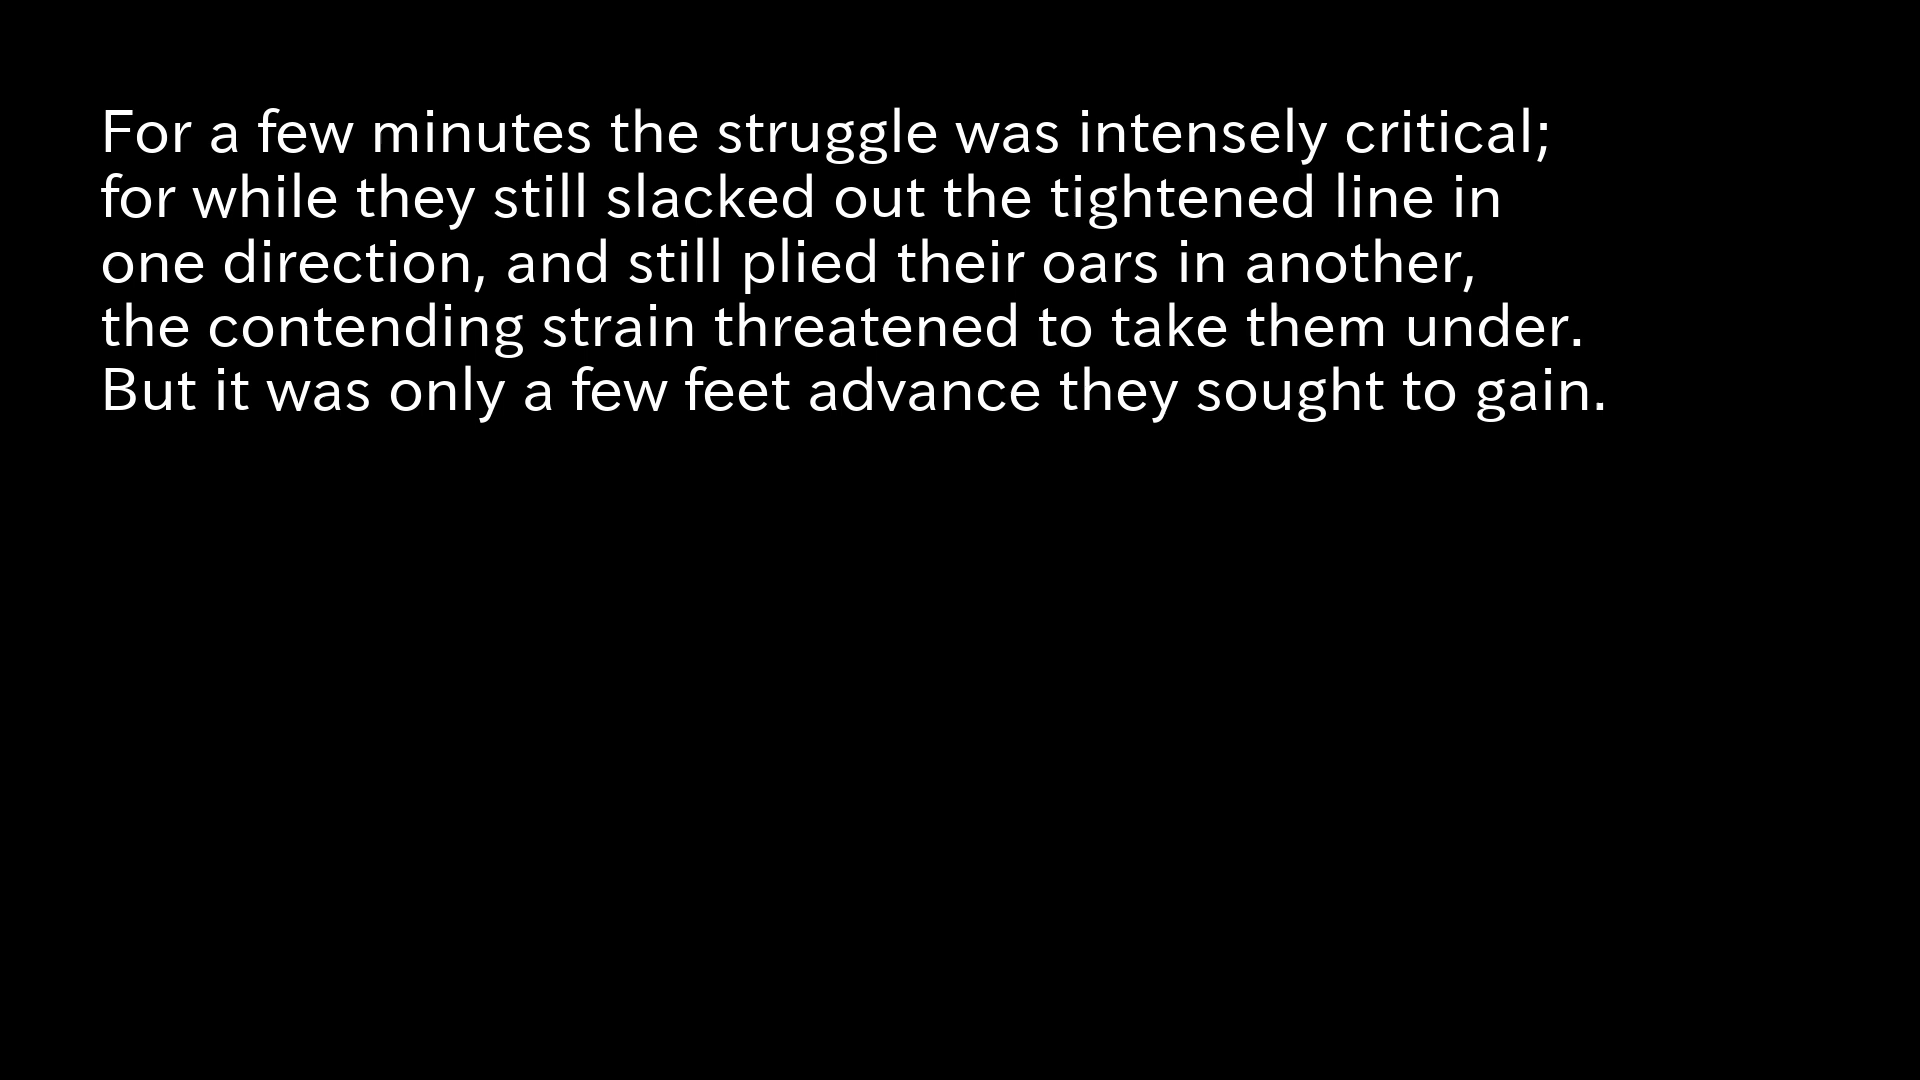 For a few minutes the struggle was intensely critical;
for while they still slacked out the tightened line in
one direction, and still plied their oars in another,
the contending strain threatened to take them under.
But it was only a few feet advance they sought to gain.